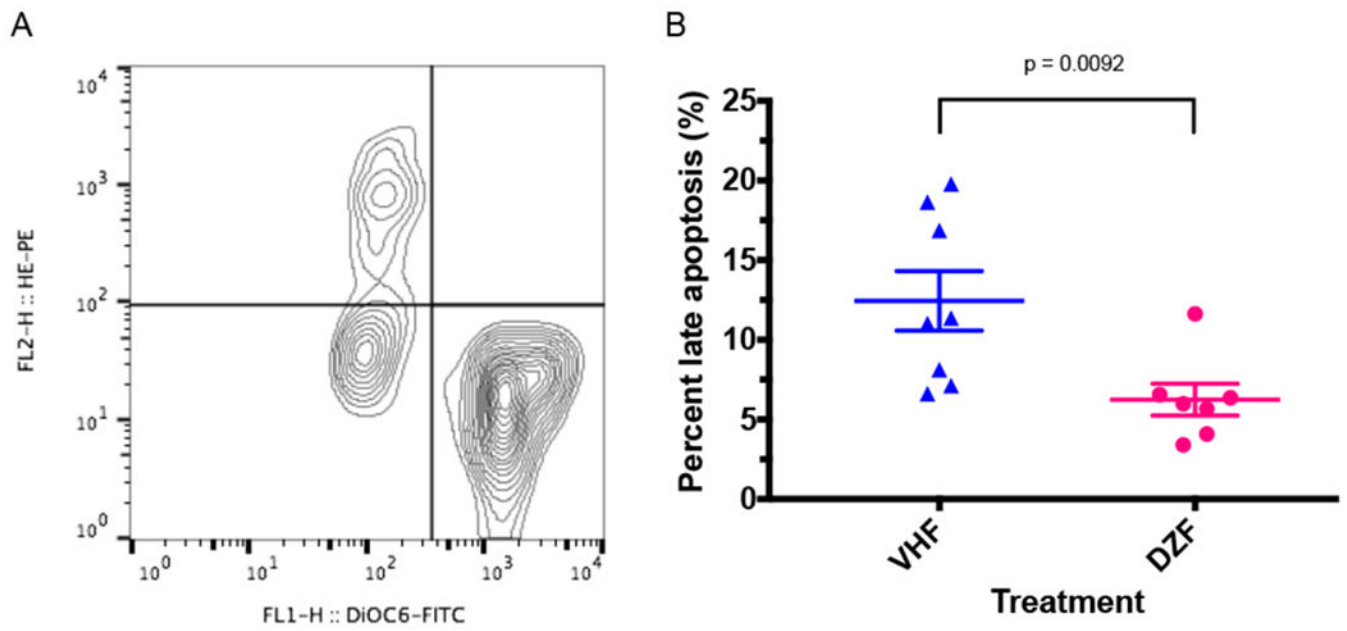 A
10^4
10^3
10^2
10^1
10^0
FL2-H :: HE-PE
10^0 10^1 10^2 10^3 10^4
FL1-H :: DiOC6-FITC
B
p = 0.0092
25
20
15
10
5
0
Percent late apoptosis (%)
VHF DZF
Treatment